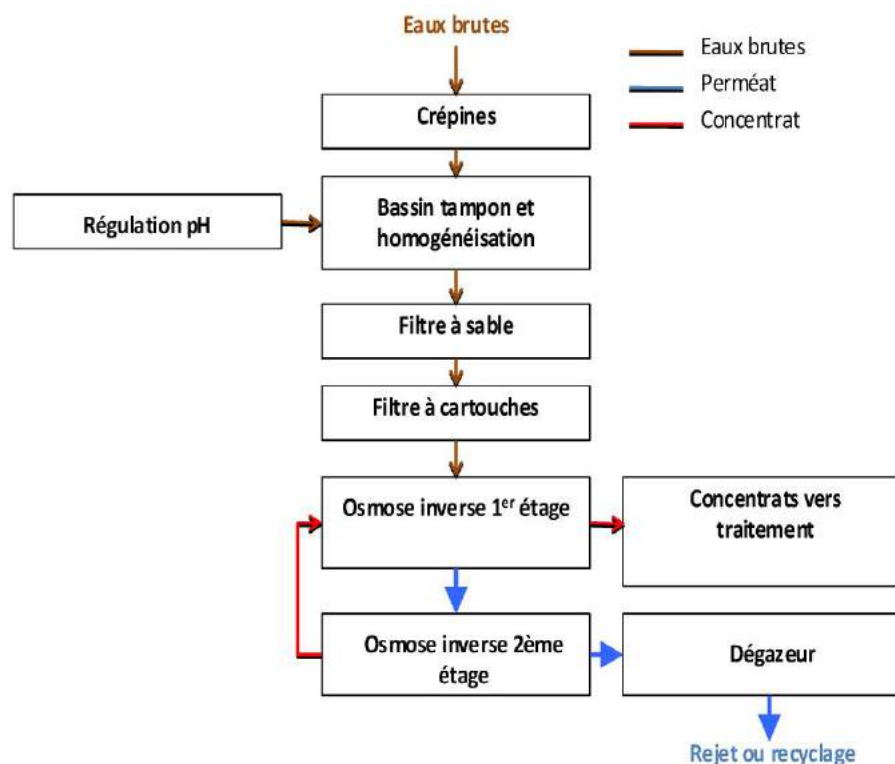 Eaux brutes
Eaux brutes
Perméat
Concentrat
Crépines
Régulation pH
Bassin tampon et
homogénéisation
Filtre à sable
Filtre à cartouches
Osmose inverse 1er étage
Concentrats vers
traitement
Osmose inverse 2ème
étage
Dégazeur
Rejet ou recyclage